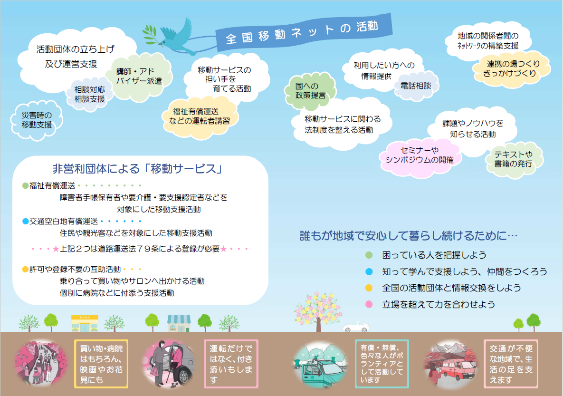 全国移動ネットの活動
活動団体の立ち上げ
及び運営支援
講師・アド
バイザー派遣
相談対応
相談支援
災害時の
移動支援
移動サービスの
担い手を
育てる活動
福祉有償運送
などの運転者講習
国への
政策提言
移動サービスに関わる
法制度を整える活動
利用したい方への
情報提供
電話相談
地域の関係者間の
ネットワークの構築支援
連携の場づくり
きっかけづくり
課題やノウハウを
知らせる活動
セミナーや
シンポジウムの開催
テキストや
書籍の発行
非営利団体による「移動サービス」
●福祉有償運送・・・・・・・・・
障害者手帳保有者や要介護・要支援認定者などを
対象にした移動支援活動
●交通空白地有償運送・・・・・・
住民や観光客などを対象にした移動支援活動
・・・★上記2つは道路運送法79条による登録が必要★・・・
●許可や登録不要の互助活動・・・
乗り合って買い物やサロンへ出かける活動
個別に病院などに付添う支援活動
誰もが地域で安心して暮らし続けるために…
● 困っている人を把握しよう
● 知って学んで支援しよう、仲間をつくろう
● 全国の活動団体と情報交換をしよう
● 立場を超えて力を合わせよう
買い物・病院
はもちろん、
映画やお花
見にも
運転だけで
はなく、付き
添いもしま
す
有償・無償、
色々な人がボ
ランティアと
して活動して
います
交通が不便
な地域で、生
活の足を支
えます